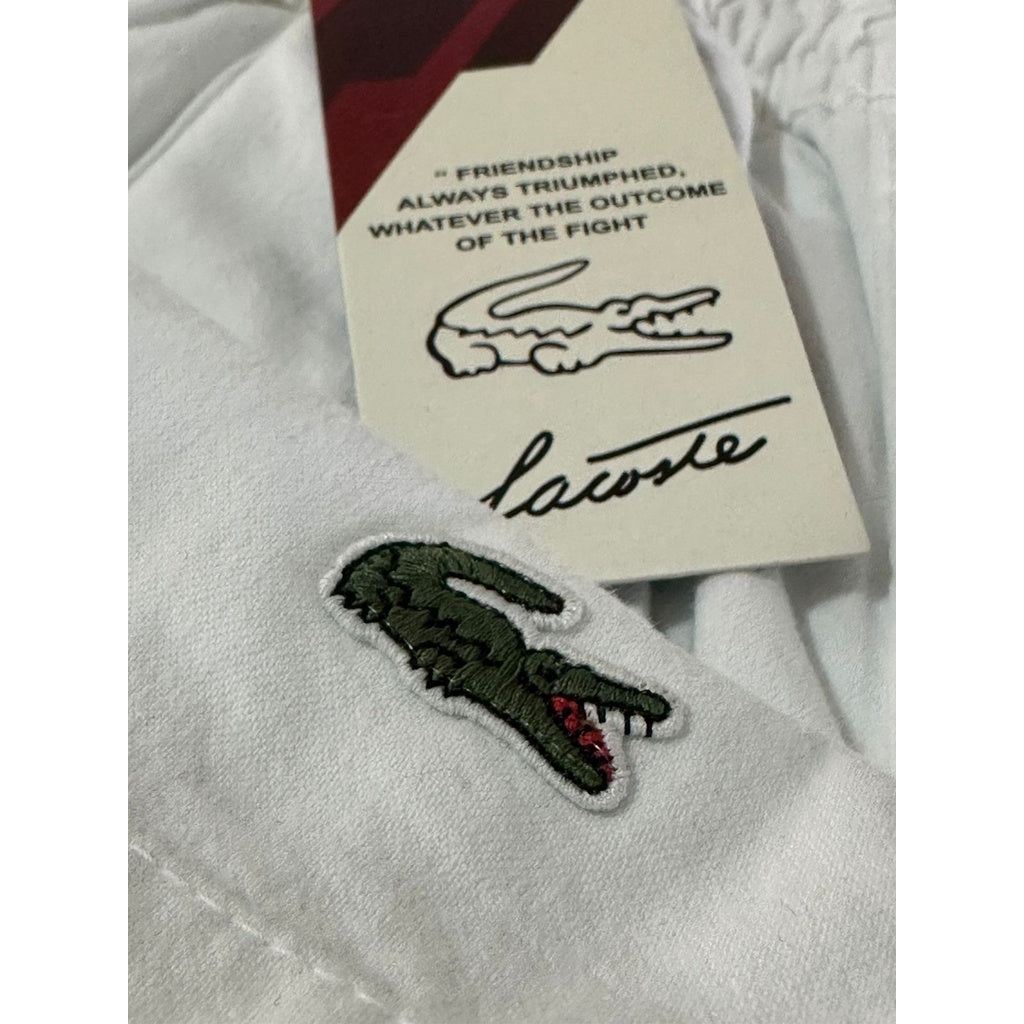 " FRIENDSHIP
ALWAYS TRIUMPHED,
WHATEVER THE OUTCOME
OF THE FIGHT
Lacoste